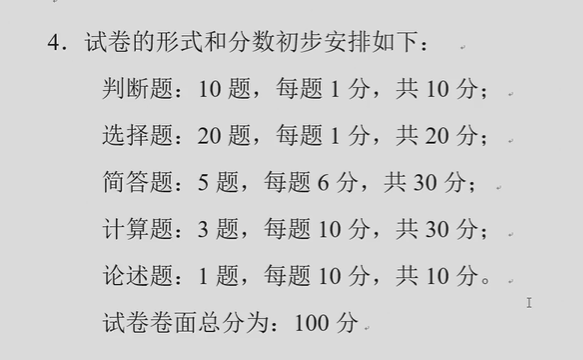 4．试卷的形式和分数初步安排如下：
判断题：10 题，每题 1 分，共 10 分；
选择题：20 题，每题 1 分，共 20 分；
简答题：5 题，每题 6 分，共 30 分；
计算题：3 题，每题 10 分，共 30 分；
论述题：1 题，每题 10 分，共 10 分。
试卷卷面总分为：100 分